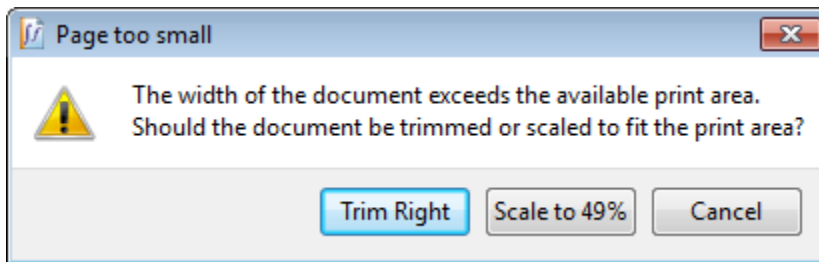 Page too small
The width of the document exceeds the available print area.
Should the document be trimmed or scaled to fit the print area?
Trim Right Scale to 49% Cancel